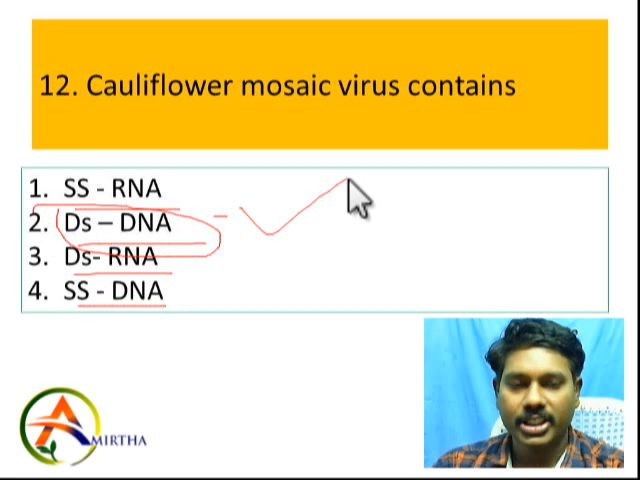 12. Cauliflower mosaic virus contains
1. SS - RNA
2. Ds – DNA
3. Ds- RNA
4. SS - DNA
AMIRTHA